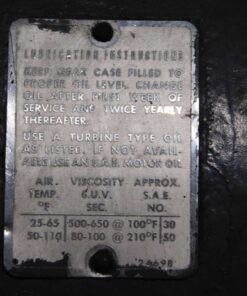 LUBRICATION INSTRUCTIONS
KEEP GEAR CASE FILLED TO
PROPER OIL LEVEL. CHANGE
OIL AFTER FIRST WEEK OF
SERVICE AND TWICE YEARLY
THEREAFTER.
USE A TURBINE TYPE OIL
AS LISTED. IF NOT AVAIL-
ABLE USE AN S.A.E. MOTOR OIL
AIR VISCOSITY APPROX.
TEMP. S.U.V. S.A.E.
°F SEC. NO.
25-65 500-650 @ 100°F 30
50-110 80-100 @ 210°F 50